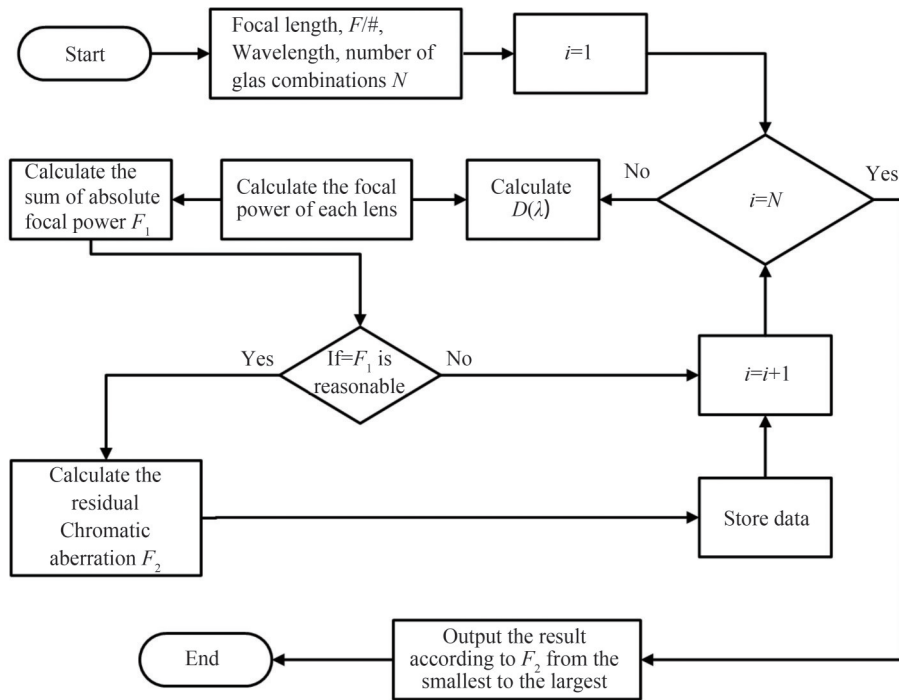 Start
Focal length, F/#,
Wavelength, number of
glas combinations N
i=1
i=N
No
Yes
Calculate the
sum of absolute
focal power F₁
Calculate the focal
power of each lens
Calculate
D(λ)
If=F₁ is
reasonable
Yes
No
i=i+1
Calculate the
residual
Chromatic
aberration F₂
Store data
Output the result
according to F₂ from the
smallest to the largest
End